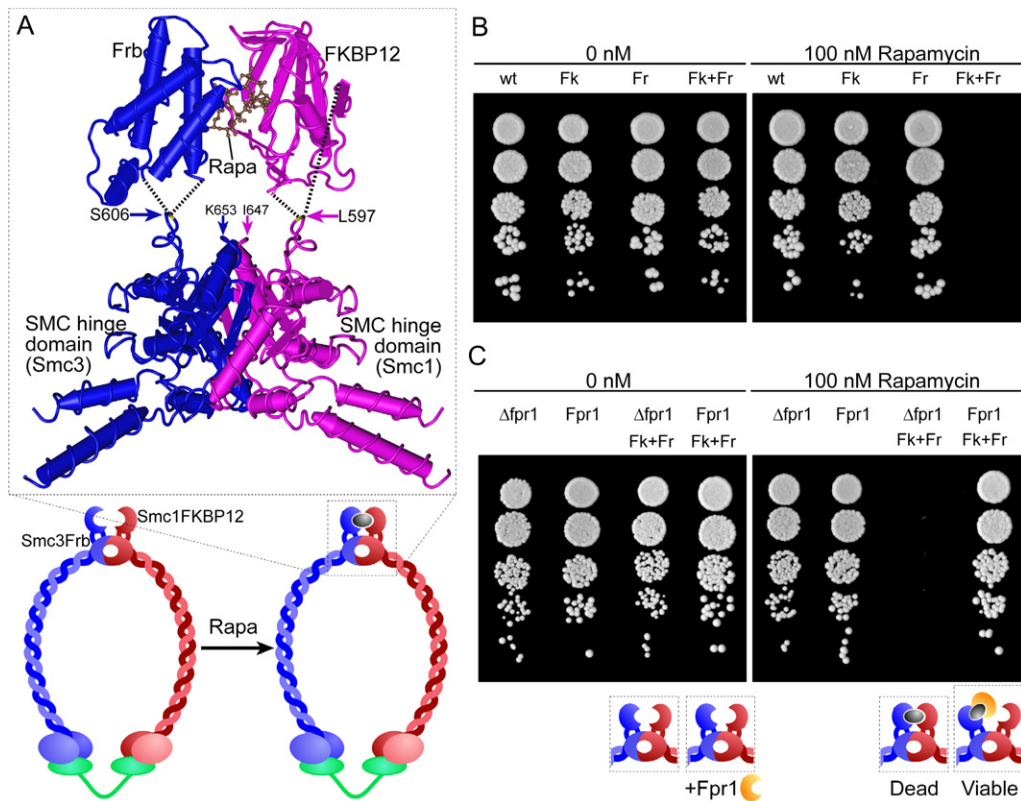 A
Frb
FKBP12
Rapa
S606
K653
I647
L597
SMC hinge
domain
(Smc3)
SMC hinge
domain
(Smc1)
Smc1FKBP12
Smc3Frb
Rapa
B
0 nM
100 nM Rapamycin
wt Fk Fr Fk+Fr
wt Fk Fr Fk+Fr
C
0 nM
100 nM Rapamycin
Δfpr1 Fpr1 Δfpr1 Fpr1
Fk+Fr Fk+Fr
Δfpr1 Fpr1 Δfpr1 Fpr1
Fk+Fr Fk+Fr
+Fpr1
Dead
Viable